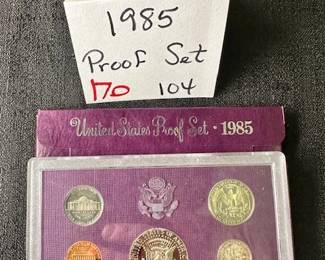 1985
Proof Set
170 104
United States Proof Set · 1985